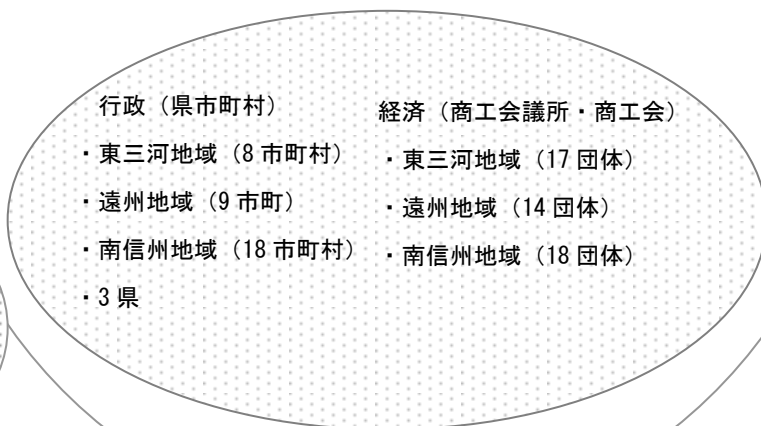 行政（県市町村）
・東三河地域（8 市町村）
・遠州地域（9 市町）
・南信州地域（18 市町村）
・3 県
経済（商工会議所・商工会）
・東三河地域（17 団体）
・遠州地域（14 団体）
・南信州地域（18 団体）